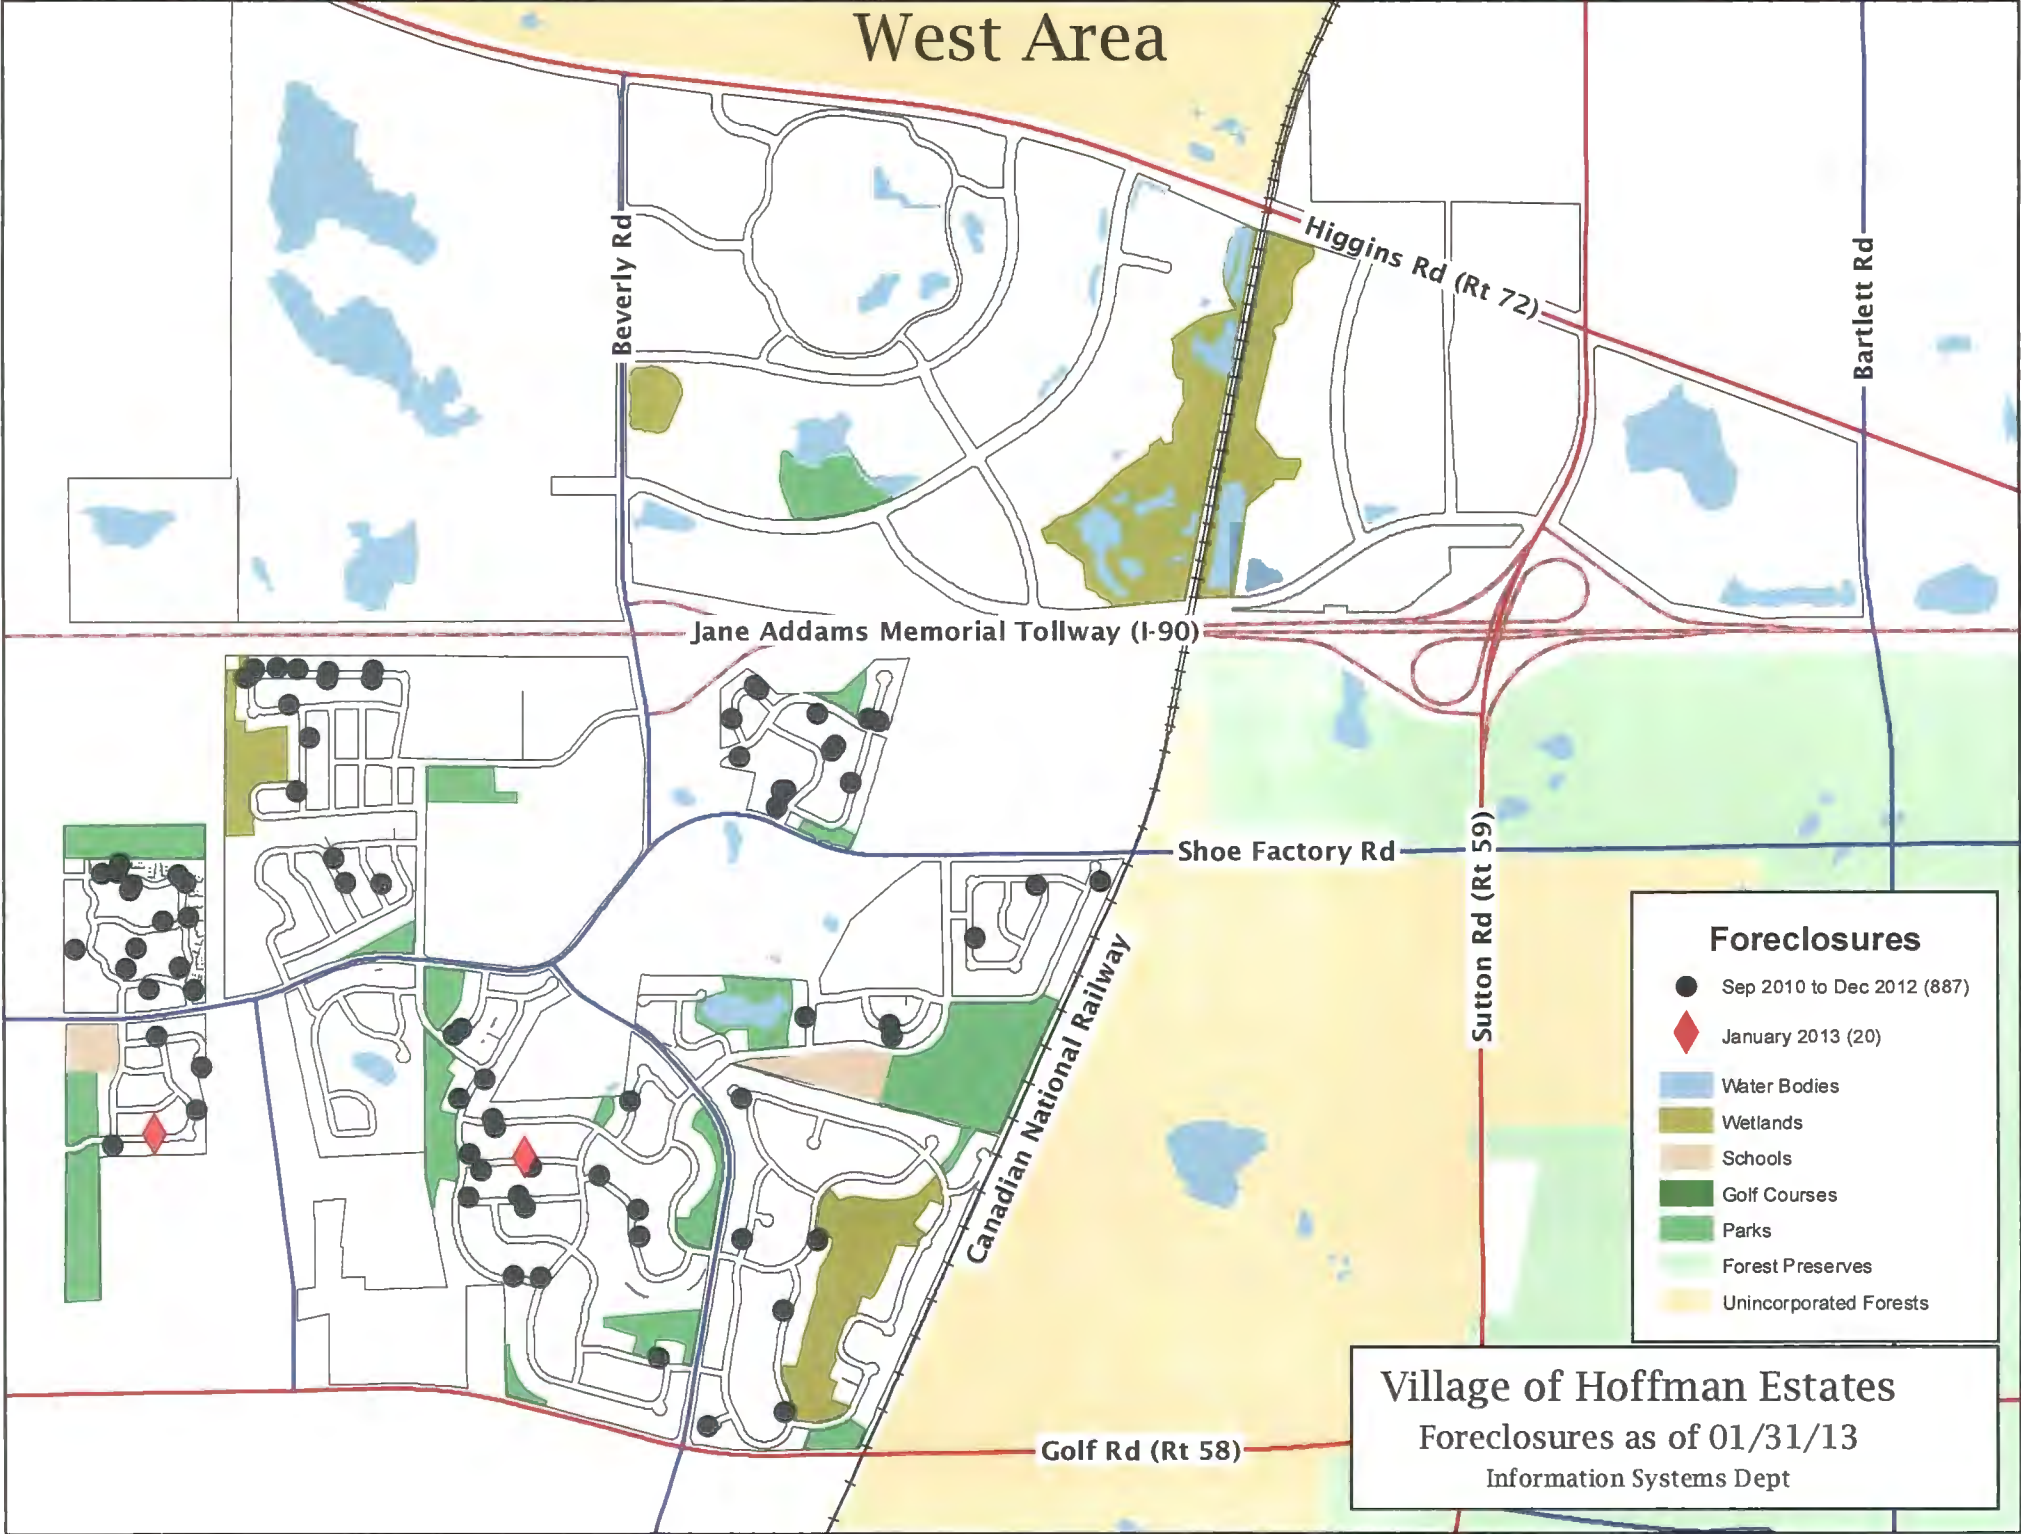 West Area
Higgins Rd (Rt 72)
Beverly Rd
Bartlett Rd
Jane Addams Memorial Tollway (I-90)
Shoe Factory Rd
Sutton Rd (Rt 59)
Canadian National Railway
Golf Rd (Rt 58)
Foreclosures
Sep 2010 to Dec 2012 (887)
January 2013 (20)
Water Bodies
Wetlands
Schools
Golf Courses
Parks
Forest Preserves
Unincorporated Forests
Village of Hoffman Estates
Foreclosures as of 01/31/13
Information Systems Dept